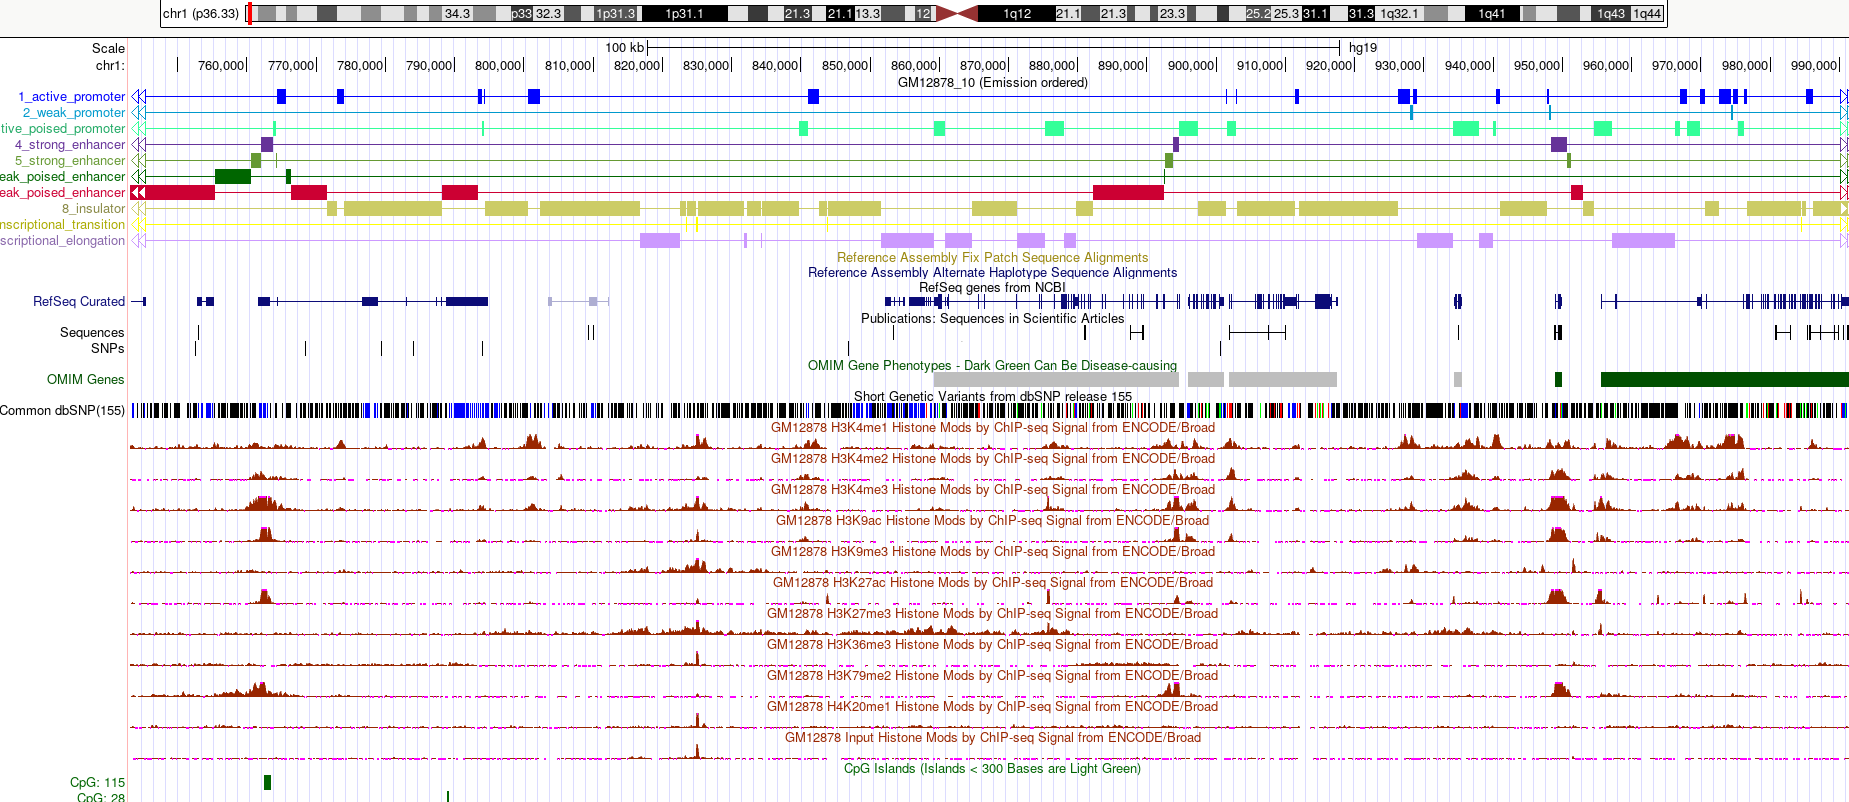 chr1 (p36.33) 34.3 p33 32.3 1p31.3 1p31.1 21.3 21.1 13.3 12 1q12 21.1 21.3 23.3 25.2 25.3 31.1 31.3 1q32.1 1q41 1q43 1q44
Scale 100 kb hg19
chr1: 760,000 770,000 780,000 790,000 800,000 810,000 820,000 830,000 840,000 850,000 860,000 870,000 880,000 890,000 900,000 910,000 920,000 930,000 940,000 950,000 960,000 970,000 980,000 990,000
GM12878_10 (Emission ordered)
1_active_promoter
2_weak_promoter
tive_poised_promoter
4_strong_enhancer
5_strong_enhancer
eak_poised_enhancer
eak_poised_enhancer
8_insulator
nscriptional_transition
scriptional_elongation
Reference Assembly Fix Patch Sequence Alignments
Reference Assembly Alternate Haplotype Sequence Alignments
RefSeq genes from NCBI
RefSeq Curated
Publications: Sequences in Scientific Articles
Sequences
SNPs
OMIM Gene Phenotypes - Dark Green Can Be Disease-causing
OMIM Genes
Short Genetic Variants from dbSNP release 155
Common dbSNP(155)
GM12878 H3K4me1 Histone Mods by ChIP-seq Signal from ENCODE/Broad
GM12878 H3K4me2 Histone Mods by ChIP-seq Signal from ENCODE/Broad
GM12878 H3K4me3 Histone Mods by ChIP-seq Signal from ENCODE/Broad
GM12878 H3K9ac Histone Mods by ChIP-seq Signal from ENCODE/Broad
GM12878 H3K9me3 Histone Mods by ChIP-seq Signal from ENCODE/Broad
GM12878 H3K27ac Histone Mods by ChIP-seq Signal from ENCODE/Broad
GM12878 H3K27me3 Histone Mods by ChIP-seq Signal from ENCODE/Broad
GM12878 H3K36me3 Histone Mods by ChIP-seq Signal from ENCODE/Broad
GM12878 H3K79me2 Histone Mods by ChIP-seq Signal from ENCODE/Broad
GM12878 H4K20me1 Histone Mods by ChIP-seq Signal from ENCODE/Broad
GM12878 Input Histone Mods by ChIP-seq Signal from ENCODE/Broad
CpG Islands (Islands < 300 Bases are Light Green)
CpG: 115
CpG: 28